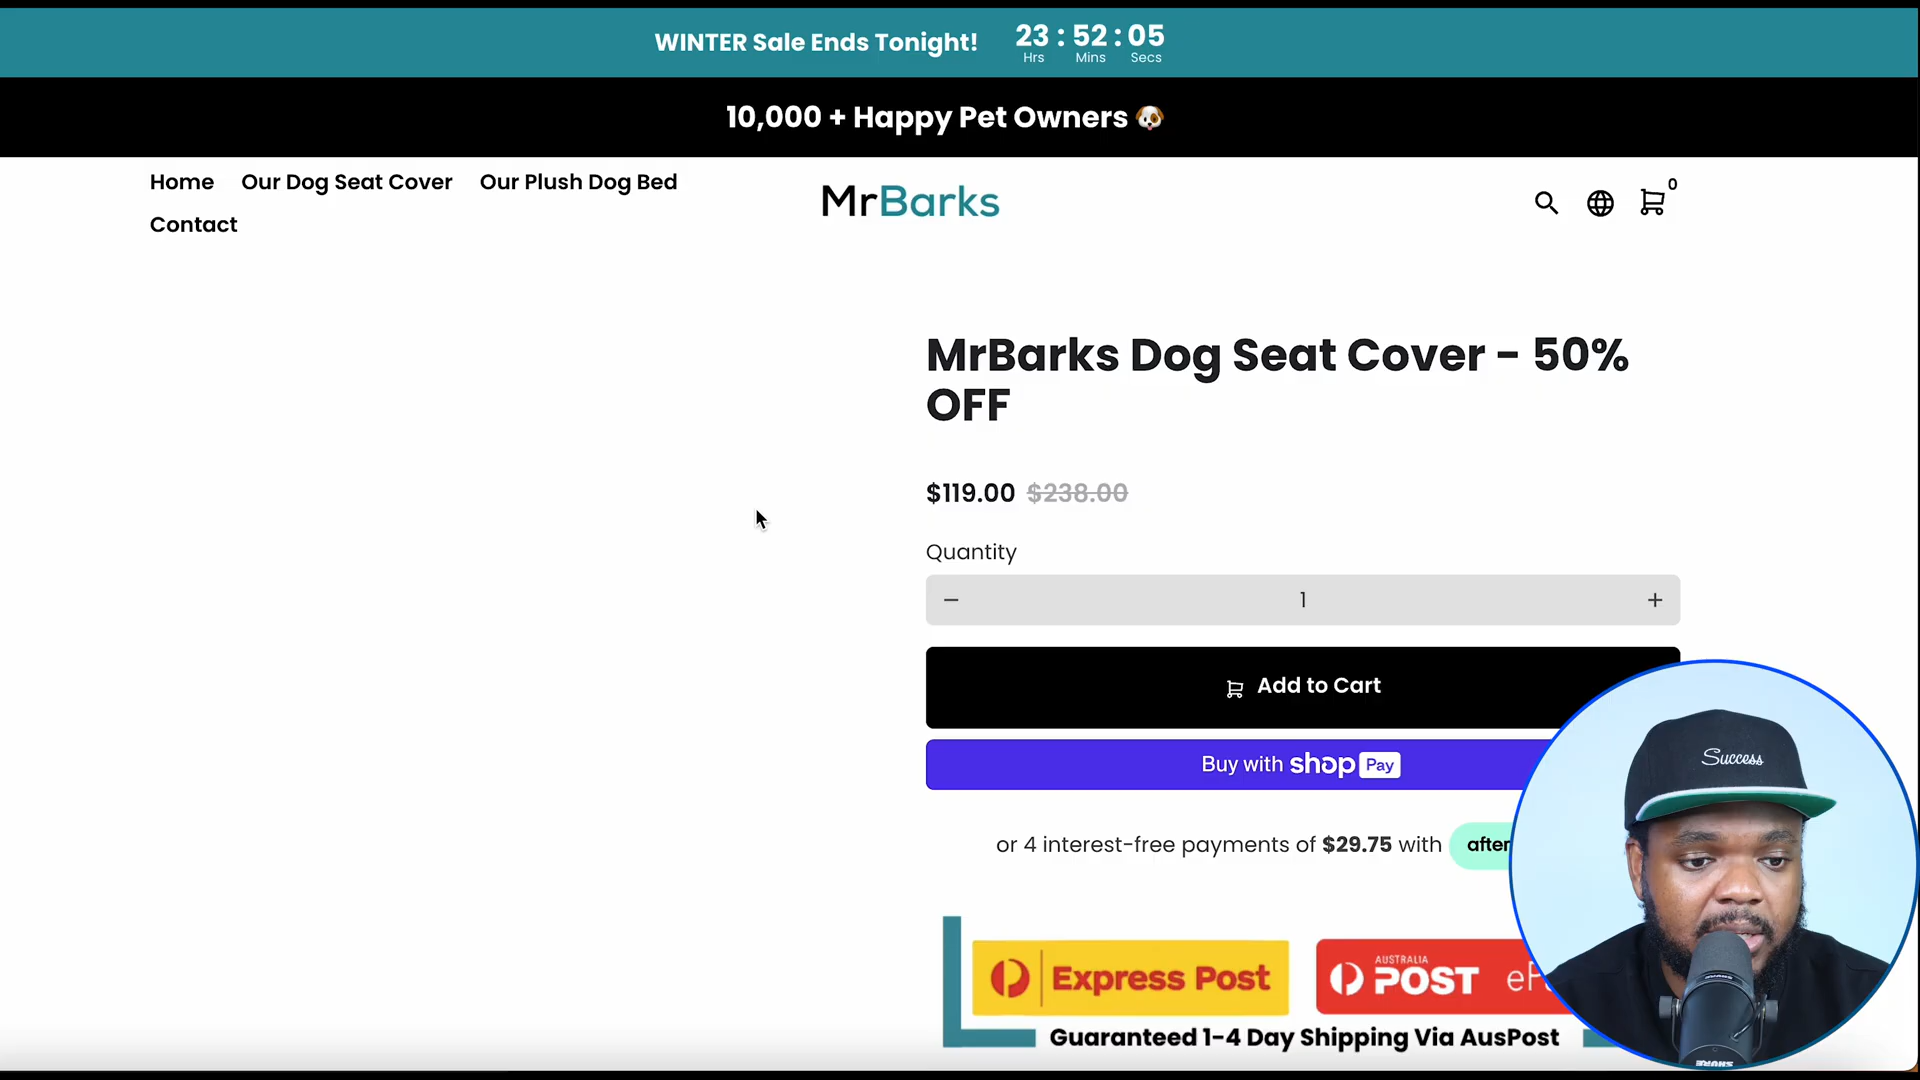 WINTER Sale Ends Tonight!
23 : 52 : 05
Hrs Mins Secs
10,000 + Happy Pet Owners
Home Our Dog Seat Cover Our Plush Dog Bed
Contact
MrBarks
0
MrBarks Dog Seat Cover - 50%
OFF
$119.00 $238.00
Quantity
1
Add to Cart
Buy with shop Pay
or 4 interest-free payments of $29.75 with after
Express Post
AUSTRALIA
POST
Guaranteed 1-4 Day Shipping Via AusPost
Success